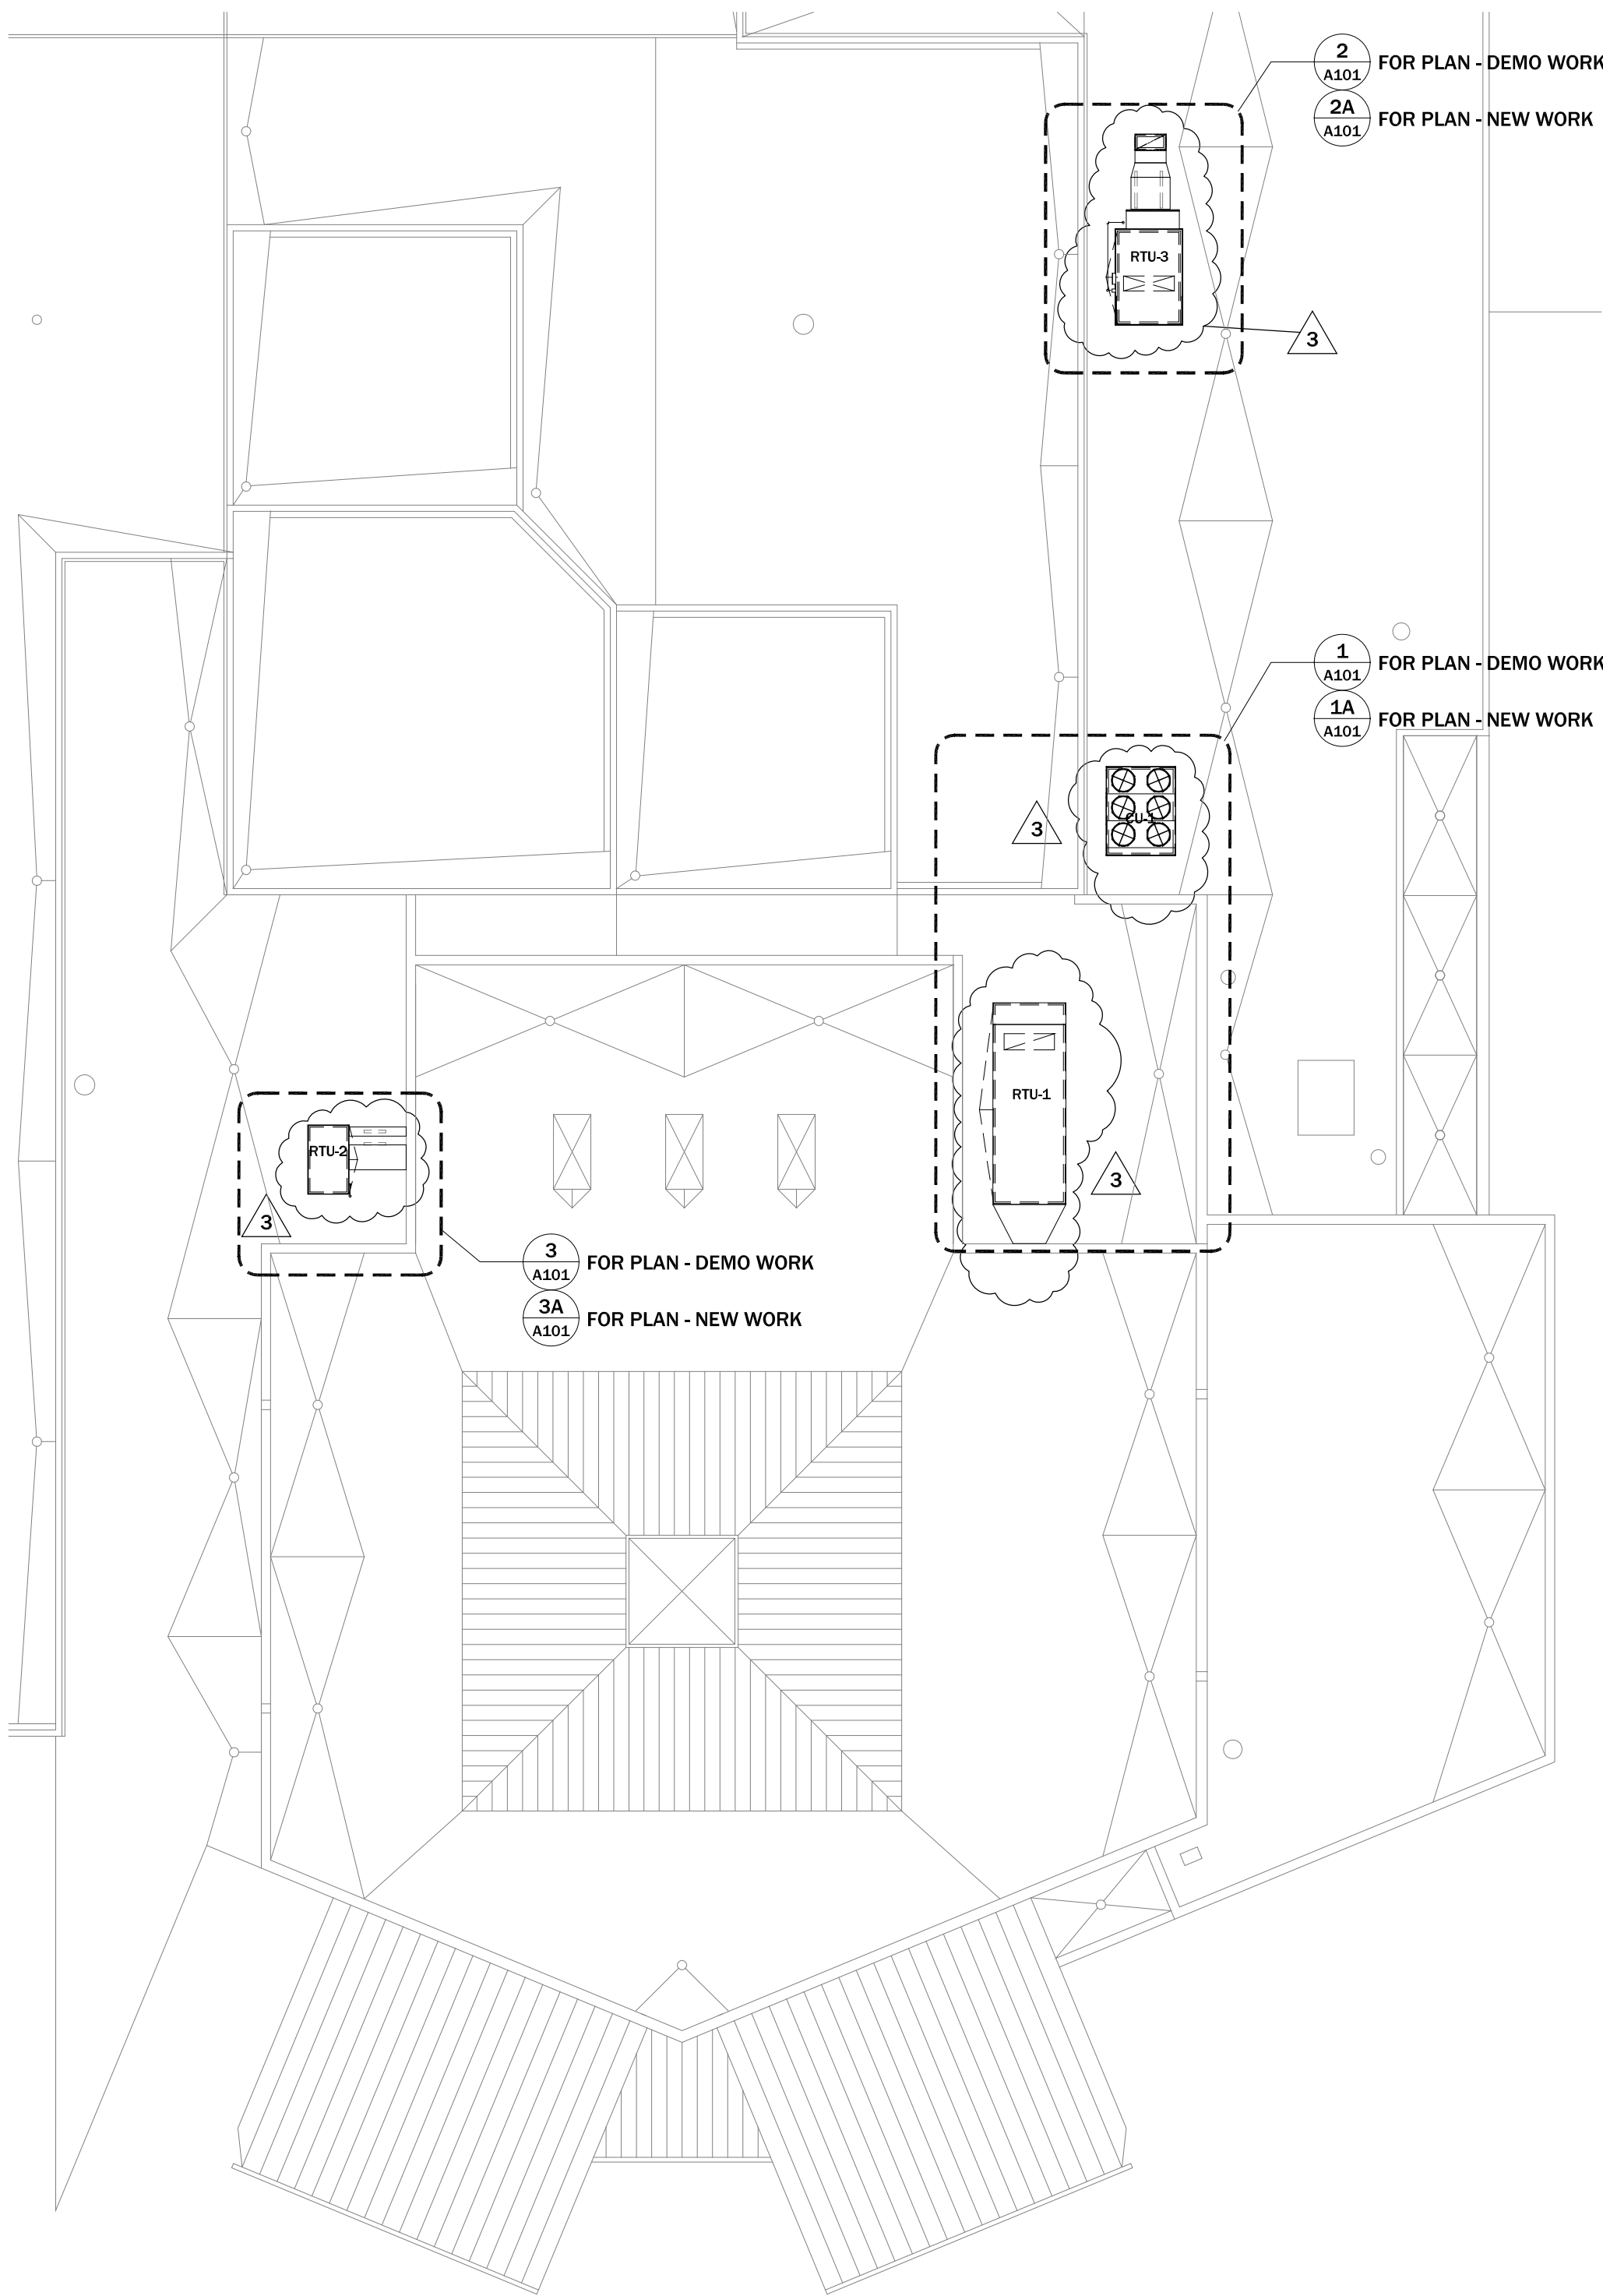 2
A101
FOR PLAN - DEMO WORK
2A
A101
FOR PLAN - NEW WORK
RTU-3
3
1
A101
FOR PLAN - DEMO WORK
1A
A101
FOR PLAN - NEW WORK
CU-1
3
RTU-1
3
RTU-2
3
3
A101
FOR PLAN - DEMO WORK
3A
A101
FOR PLAN - NEW WORK